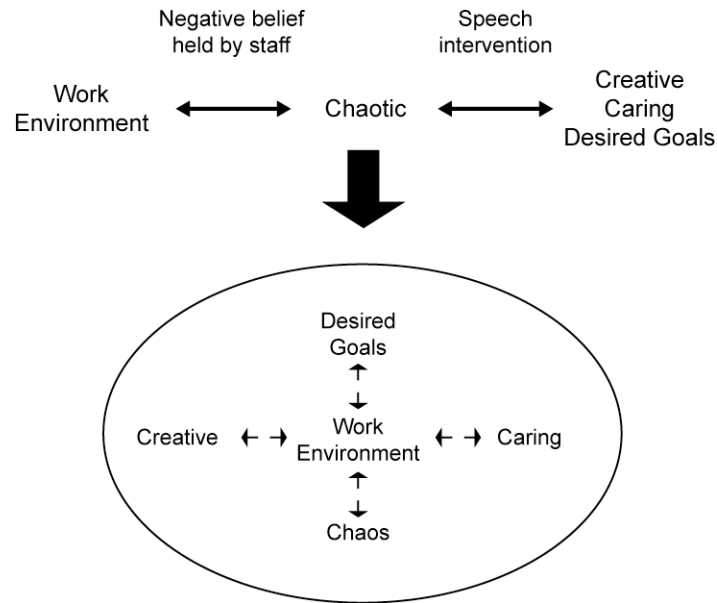 Negative belief
held by staff
Speech
intervention
Work
Environment
Chaotic
Creative
Caring
Desired Goals
Desired
Goals
Creative
Work
Environment
Caring
Chaos